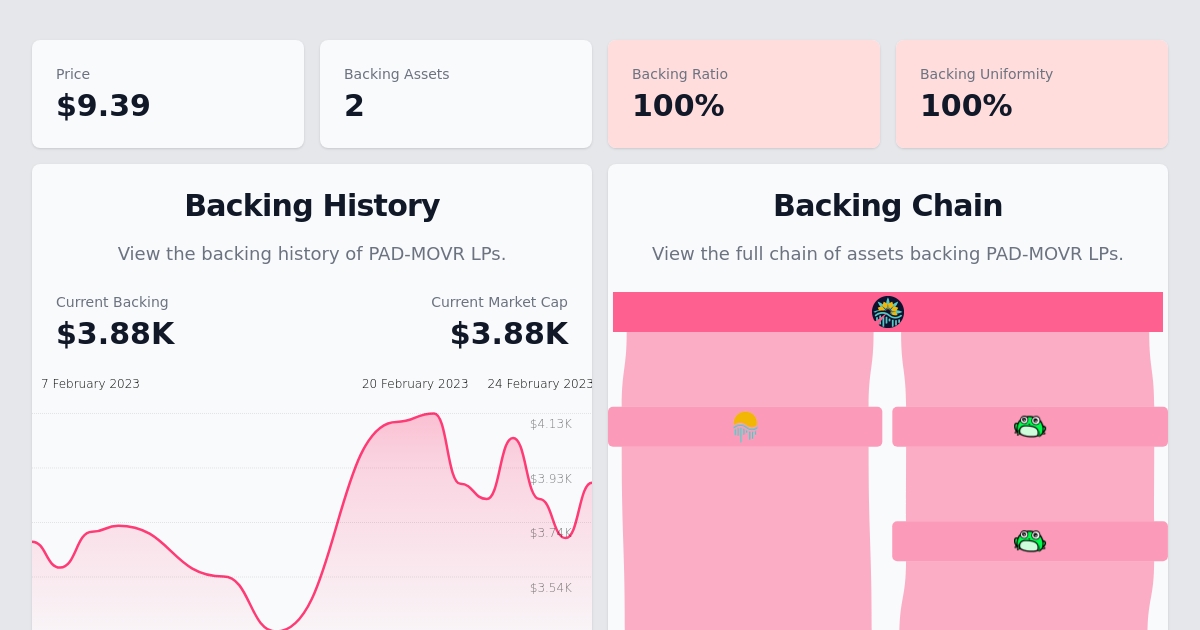 Price
$9.39
Backing Assets
2
Backing Ratio
100%
Backing Uniformity
100%
Backing History
View the backing history of PAD-MOVR LPs.
Current Backing
$3.88K
Current Market Cap
$3.88K
7 February 2023
20 February 2023
24 February 2023
$4.13K
$3.93K
$3.74K
$3.54K
Backing Chain
View the full chain of assets backing PAD-MOVR LPs.